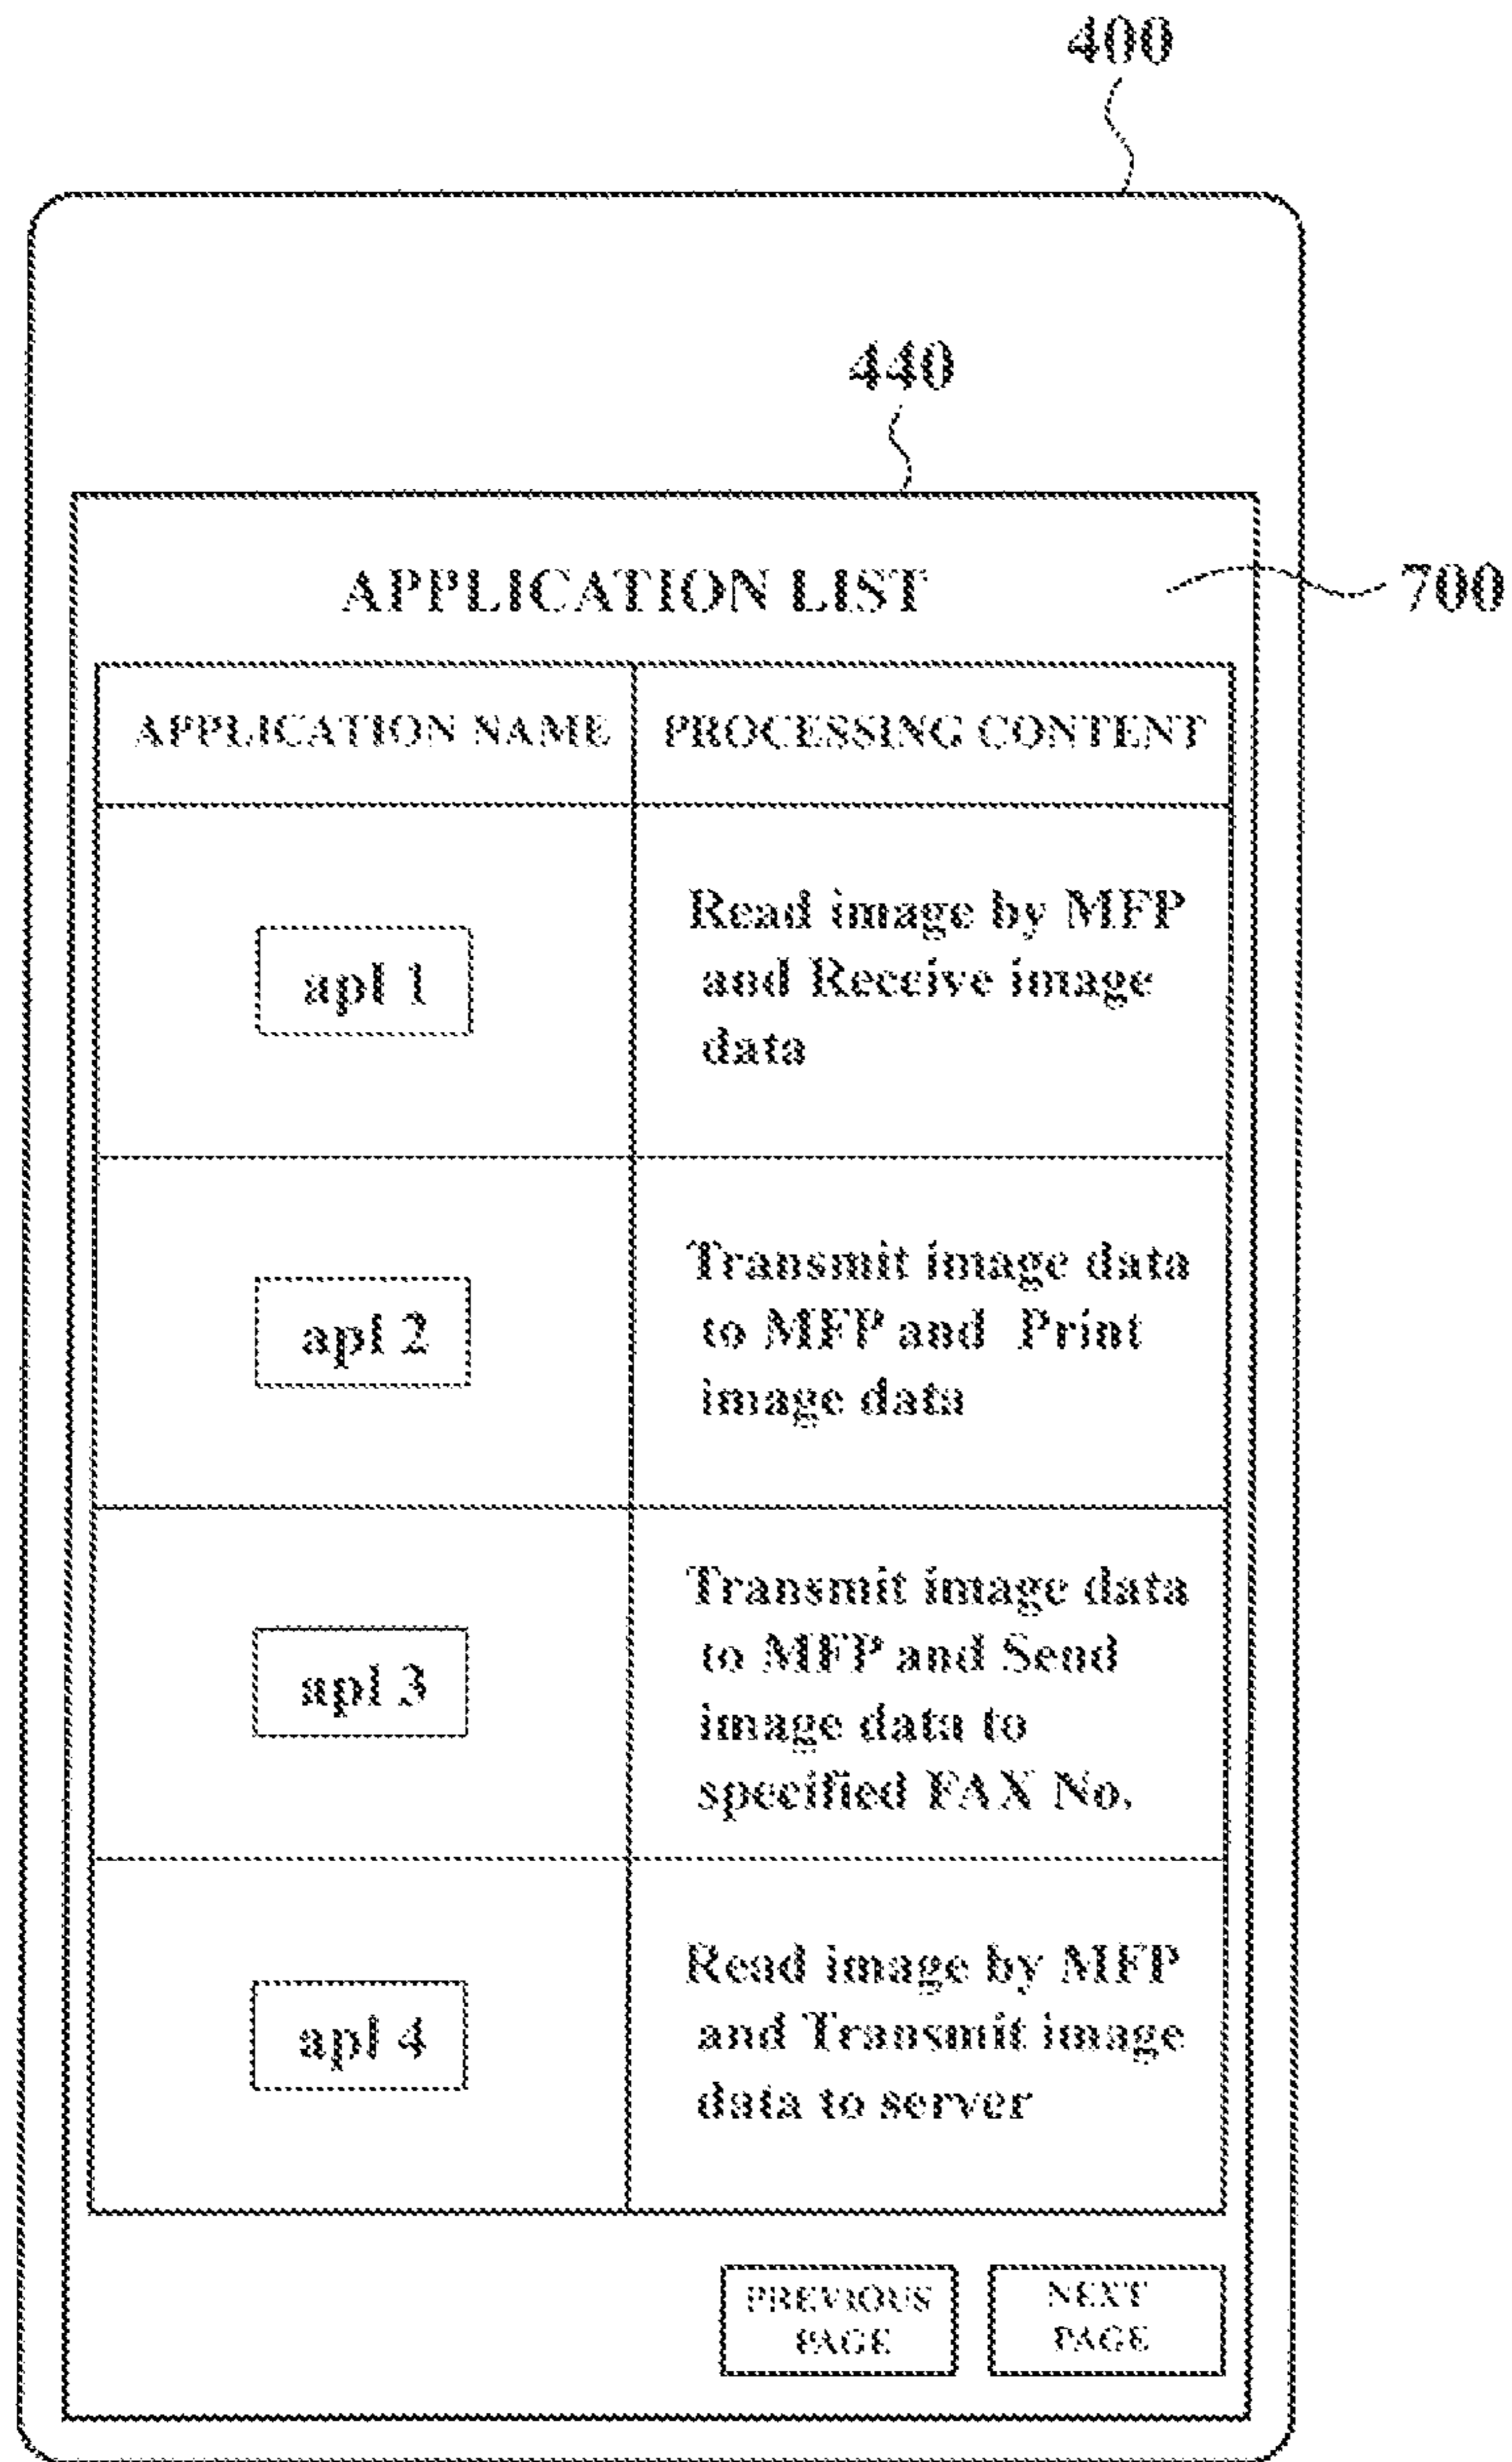 400
440
APPLICATION LIST
700
APPLICATION NAME
PROCESSING CONTENT
apl 1
Read image by MFP
and Receive image
data
apl 2
Transmit image data
to MFP and Print
image data
apl 3
Transmit image data
to MFP and Send
image data to
specified FAX No.
apl 4
Read image by MFP
and Transmit image
data to server
PREVIOUS
PAGE
NEXT
PAGE